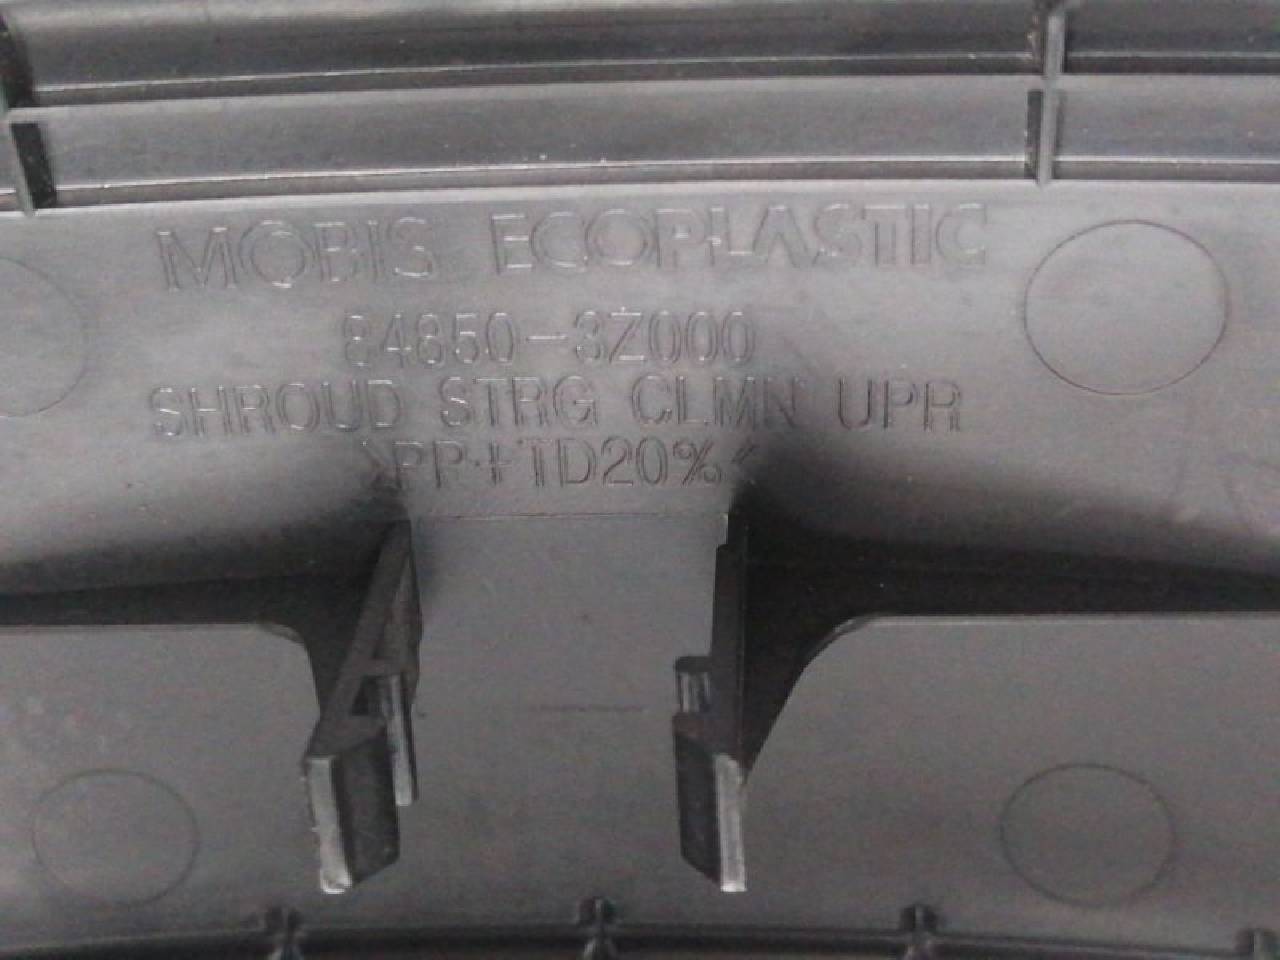 MOBIS ECOPLASTIC
84850-3Z000
SHROUD STRG CLMN UPR
>PP+TD20%<